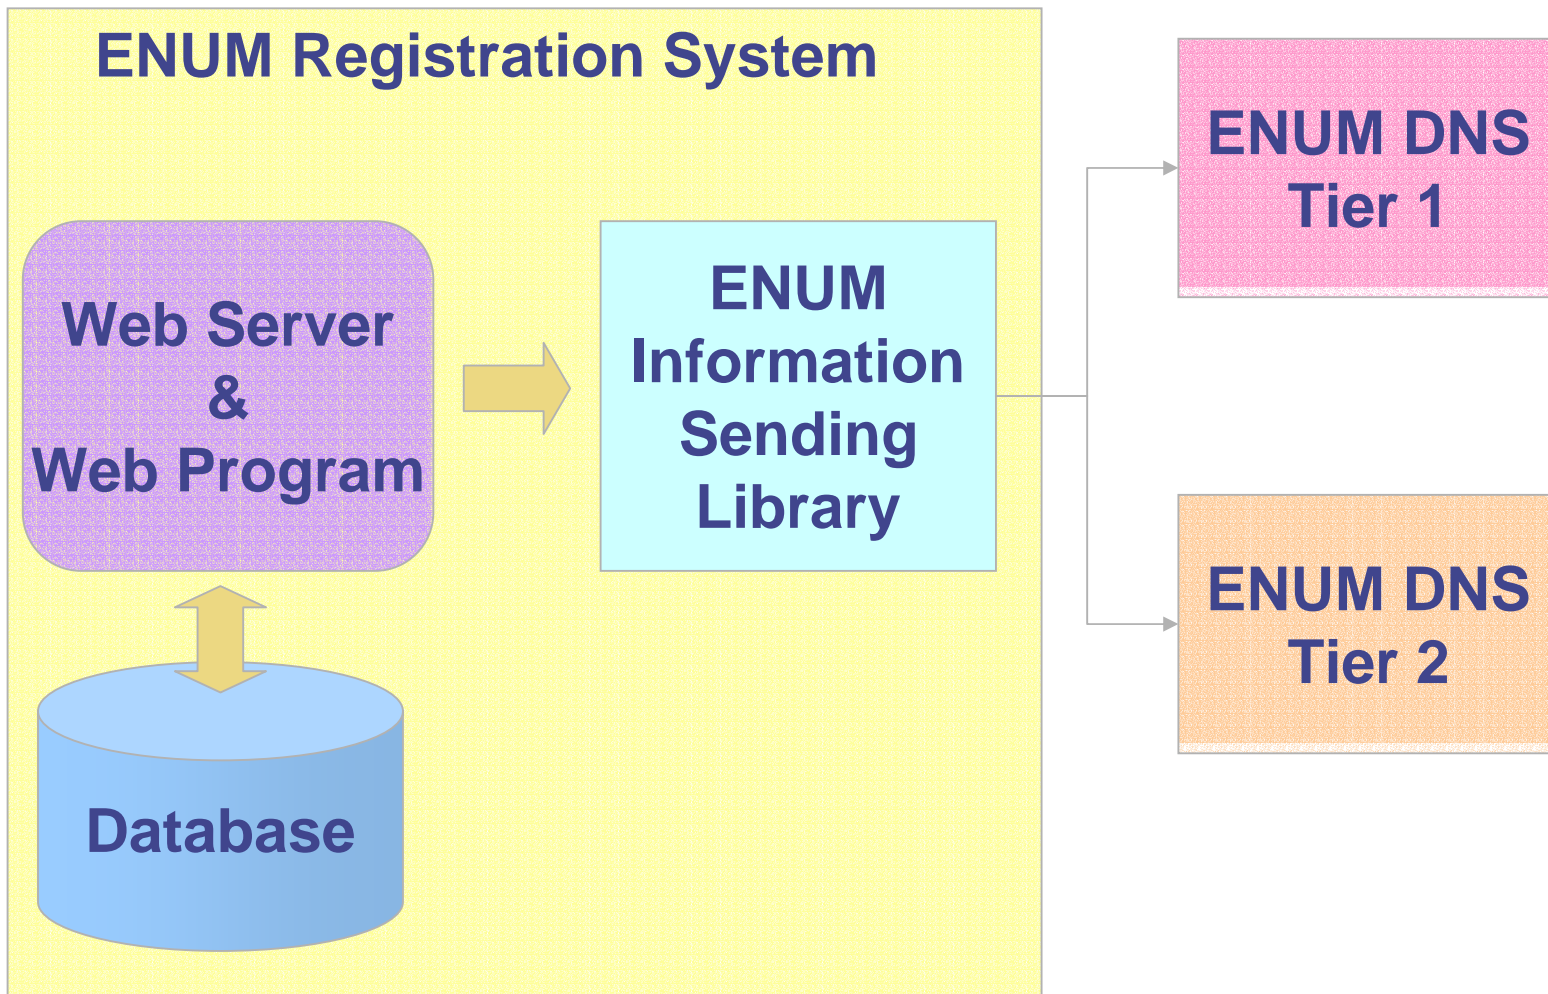 ENUM Registration System
Web Server
&
Web Program
ENUM
Information
Sending
Library
Database
ENUM DNS
Tier 1
ENUM DNS
Tier 2